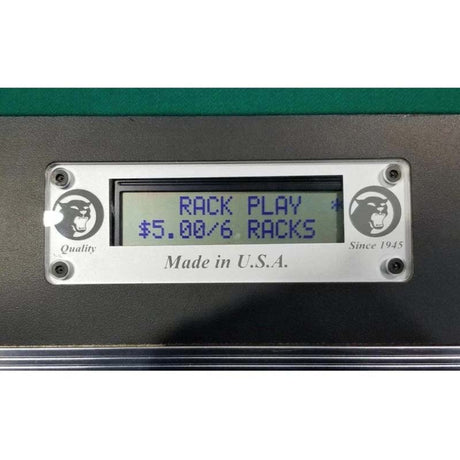 RACK PLAY *
$5.00/6 RACKS
Quality
Since 1945
Made in U.S.A.